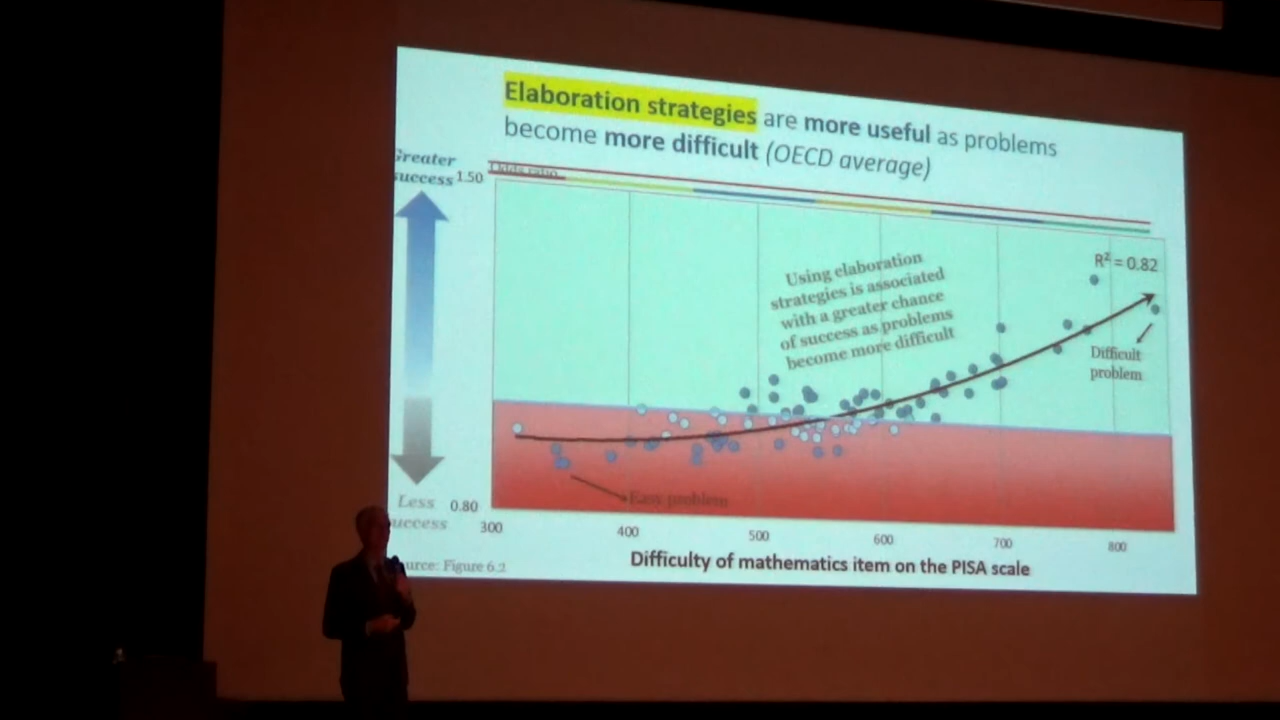 Elaboration strategies are more useful as problems
become more difficult (OECD average)
Greater
success
1.50
Odds ratio
R² = 0.82
Using elaboration
strategies is associated
with a greater chance
of success as problems
become more difficult
Difficult
problem
Easy problem
Less
success
0.80
300 400 500 600 700 800
Difficulty of mathematics item on the PISA scale
Figure 6.2